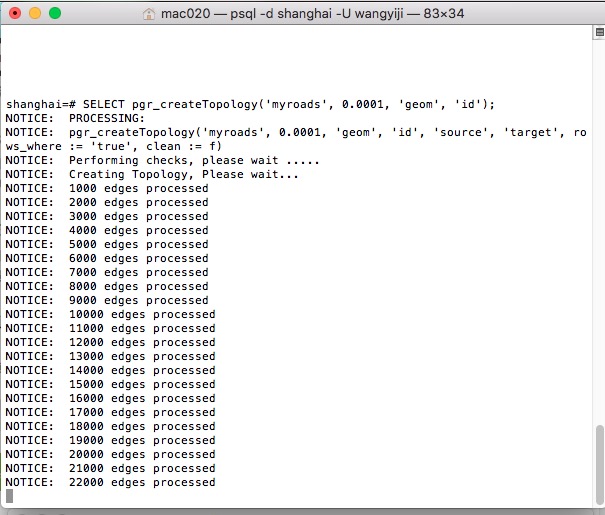 mac020 — psql -d shanghai -U wangyiji — 83×34
shanghai=# SELECT pgr_createTopology('myroads', 0.0001, 'geom', 'id');
NOTICE:  PROCESSING:
NOTICE:  pgr_createTopology('myroads', 0.0001, 'geom', 'id', 'source', 'target', ro
ws_where := 'true', clean := f)
NOTICE:  Performing checks, please wait .....
NOTICE:  Creating Topology, Please wait...
NOTICE:  1000 edges processed
NOTICE:  2000 edges processed
NOTICE:  3000 edges processed
NOTICE:  4000 edges processed
NOTICE:  5000 edges processed
NOTICE:  6000 edges processed
NOTICE:  7000 edges processed
NOTICE:  8000 edges processed
NOTICE:  9000 edges processed
NOTICE:  10000 edges processed
NOTICE:  11000 edges processed
NOTICE:  12000 edges processed
NOTICE:  13000 edges processed
NOTICE:  14000 edges processed
NOTICE:  15000 edges processed
NOTICE:  16000 edges processed
NOTICE:  17000 edges processed
NOTICE:  18000 edges processed
NOTICE:  19000 edges processed
NOTICE:  20000 edges processed
NOTICE:  21000 edges processed
NOTICE:  22000 edges processed